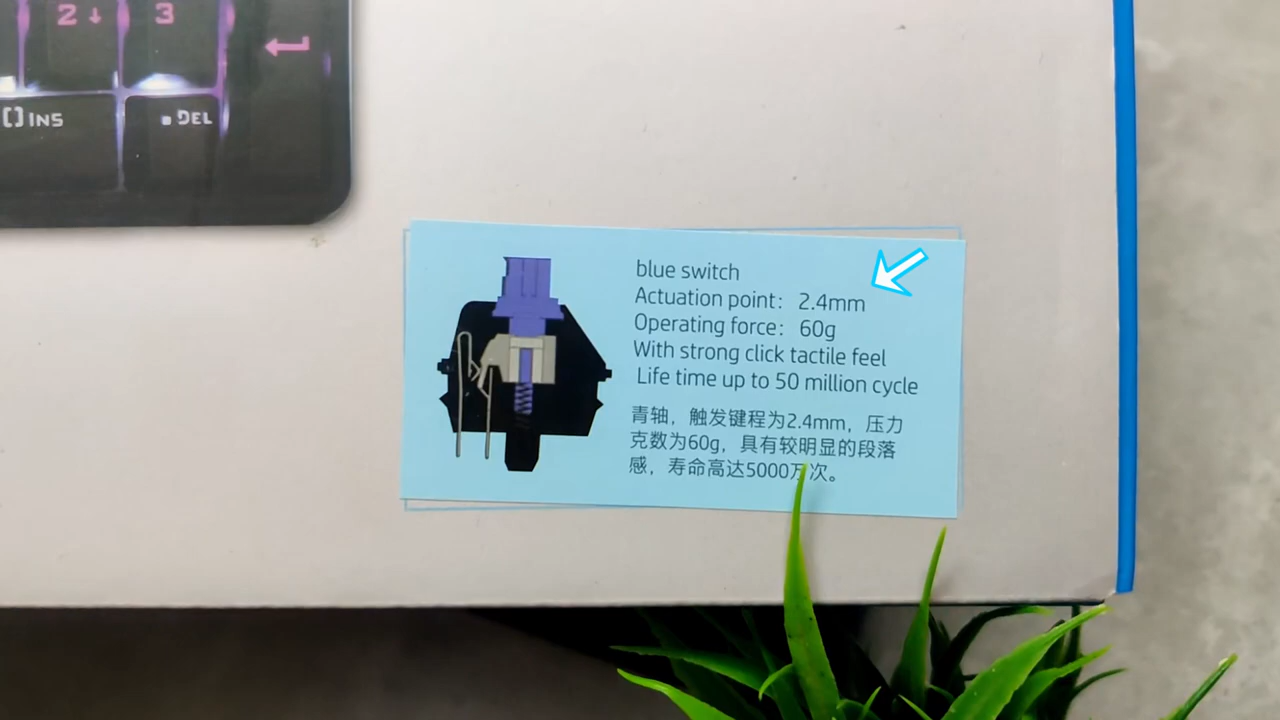 2 ↓ 3
[] INS . DEL
blue switch
Actuation point: 2.4mm
Operating force: 60g
With strong click tactile feel
Life time up to 50 million cycle
青轴，触发键程为2.4mm，压力
克数为60g，具有较明显的段落
感，寿命高达5000万次。